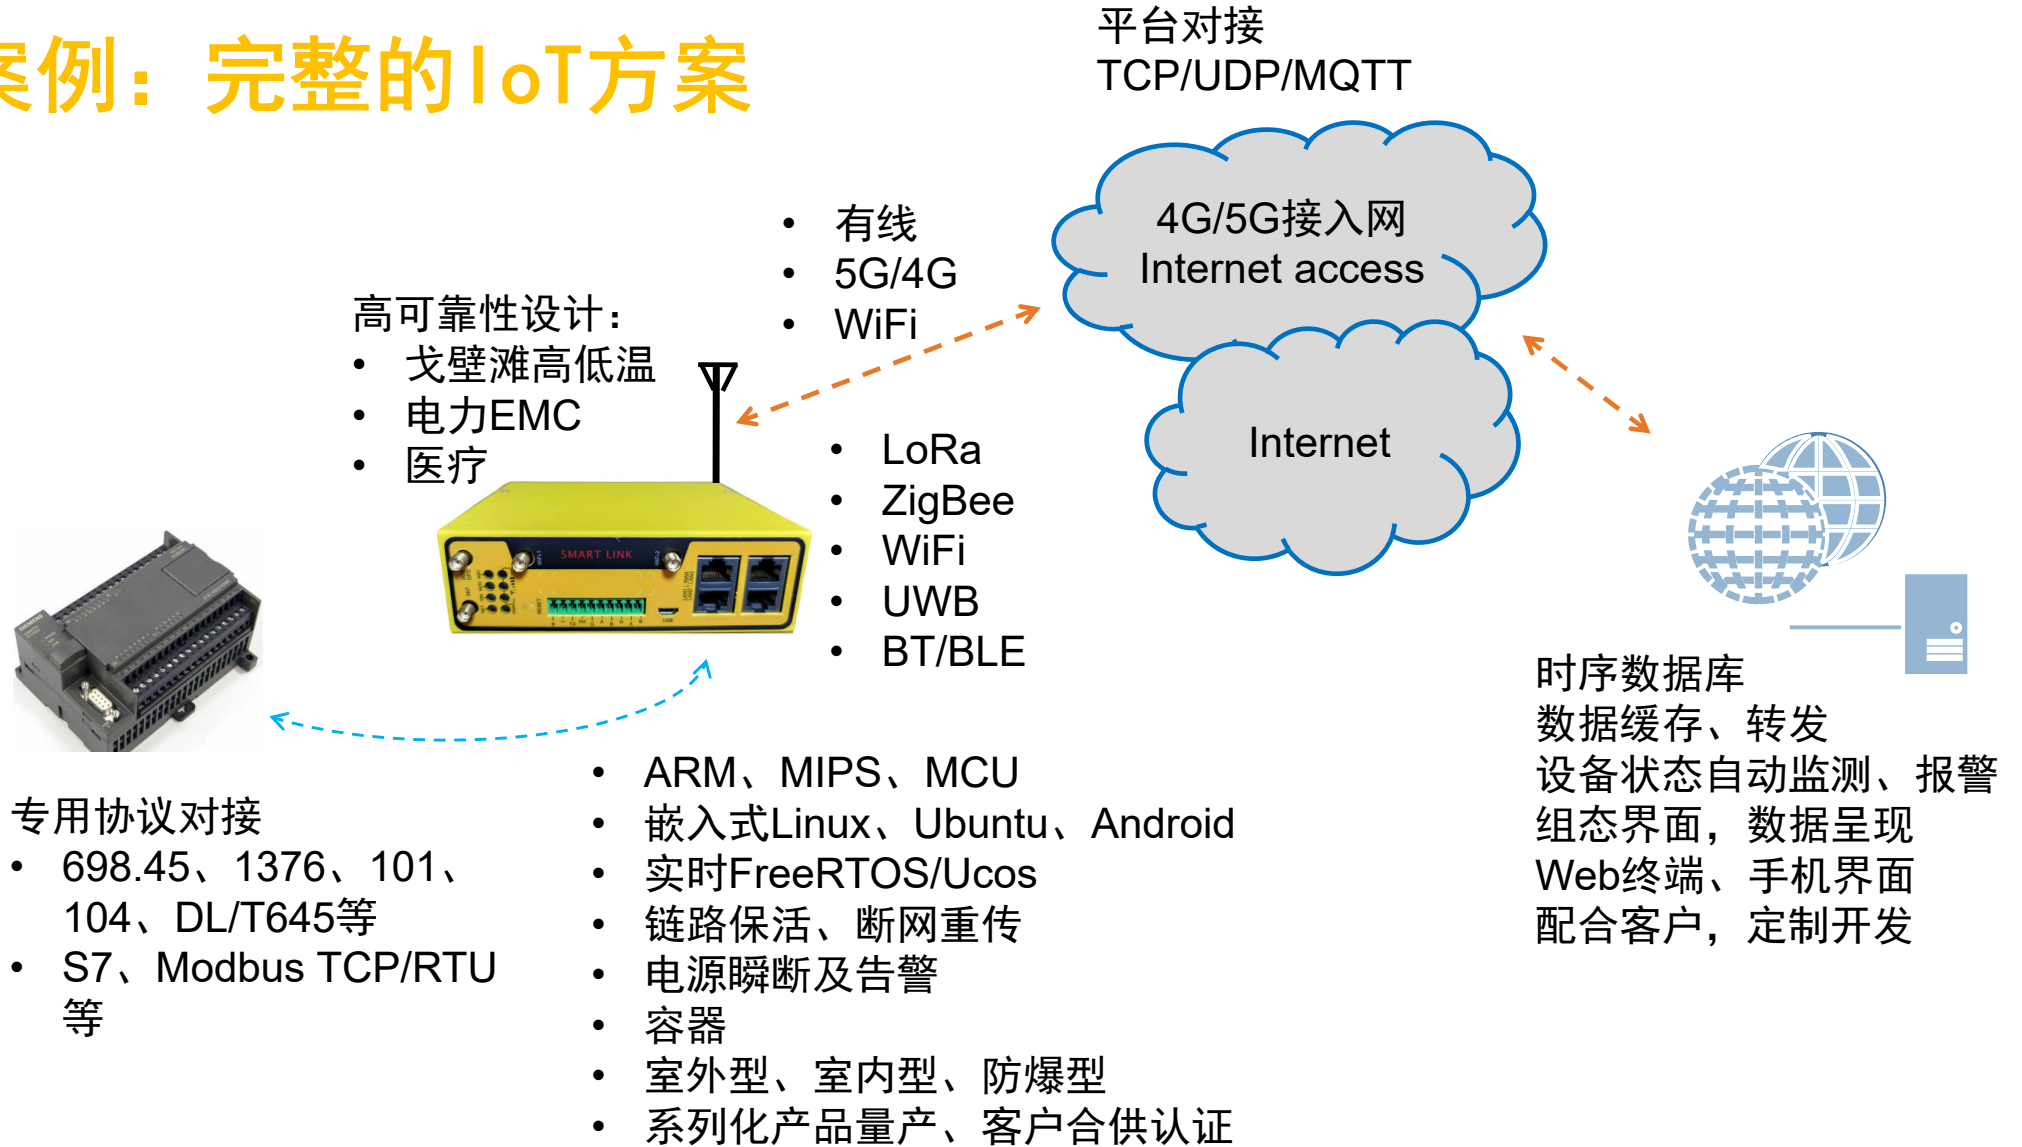 案例：完整的IoT方案
平台对接
TCP/UDP/MQTT
4G/5G接入网
Internet access
Internet
• 有线
• 5G/4G
• WiFi
高可靠性设计：
• 戈壁滩高低温
• 电力EMC
• 医疗
• LoRa
• ZigBee
• WiFi
• UWB
• BT/BLE
SMART LINK
WiFi-1
WiFi-2
RESET
USB
SIEMENS
专用协议对接
• 698.45、1376、101、
104、DL/T645等
• S7、Modbus TCP/RTU
等
• ARM、MIPS、MCU
• 嵌入式Linux、Ubuntu、Android
• 实时FreeRTOS/Ucos
• 链路保活、断网重传
• 电源瞬断及告警
• 容器
• 室外型、室内型、防爆型
• 系列化产品量产、客户合供认证
时序数据库
数据缓存、转发
设备状态自动监测、报警
组态界面，数据呈现
Web终端、手机界面
配合客户，定制开发